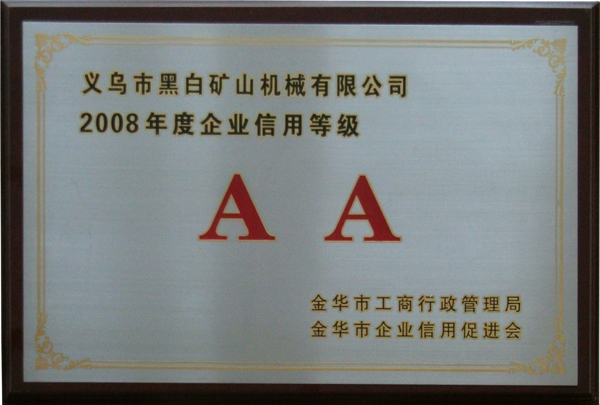 义乌市黑白矿山机械有限公司
2008年度企业信用等级
A A
金华市工商行政管理局
金华市企业信用促进会